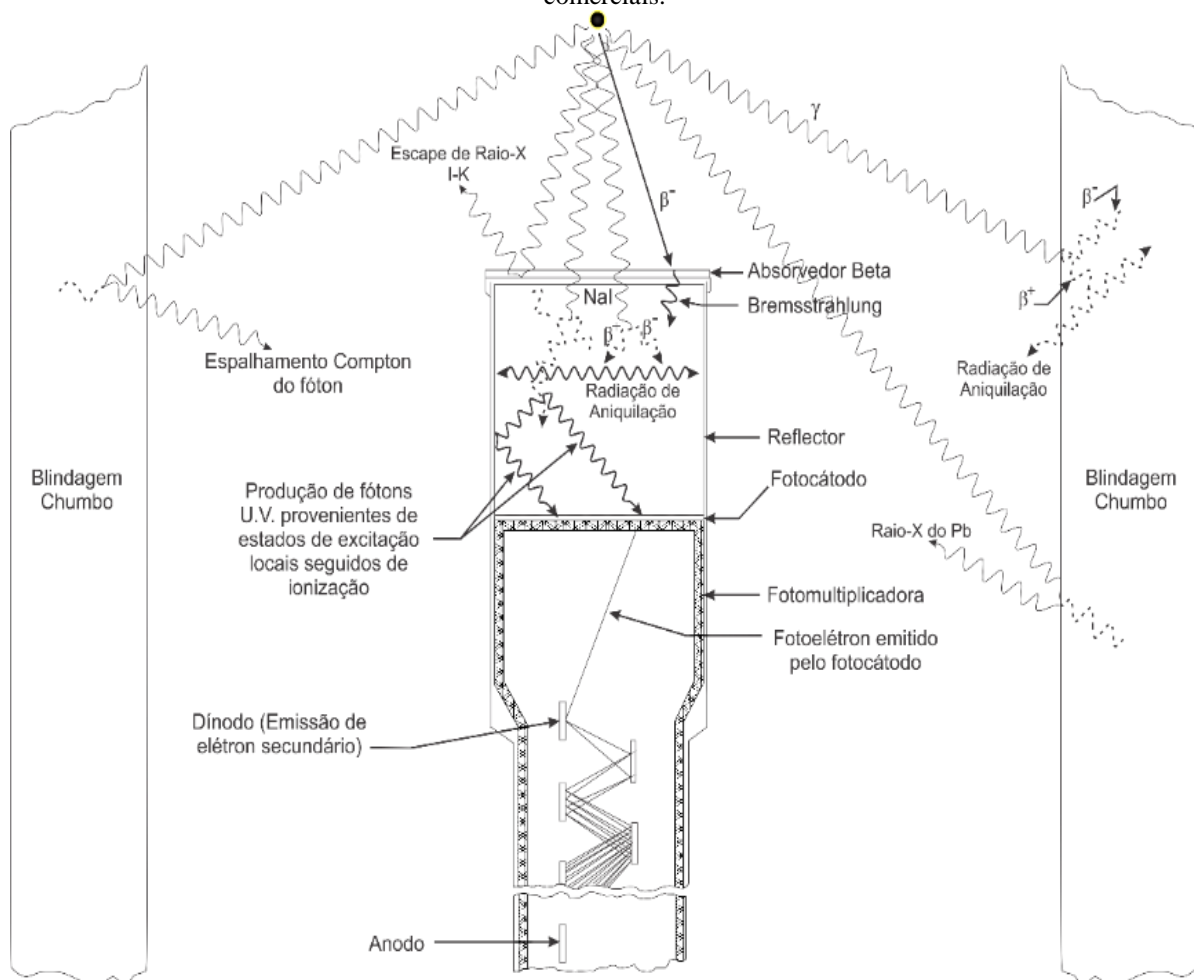 comerciais.
γ
Escape de Raio-X
I-K
β⁻
β⁻
Absorvedor Beta
NaI
Bremsstrahlung
β⁺
β⁻
β⁻
Espalhamento Compton
do fóton
Radiação de
Aniquilação
Radiação de
Aniquilação
Reflector
Blindagem
Chumbo
Fotocátodo
Blindagem
Chumbo
Produção de fótons
U.V. provenientes de
estados de excitação
locais seguidos de
ionização
Raio-X do Pb
Fotomultiplicadora
Fotoelétron emitido
pelo fotocátodo
Dínodo (Emissão de
elétron secundário)
Anodo